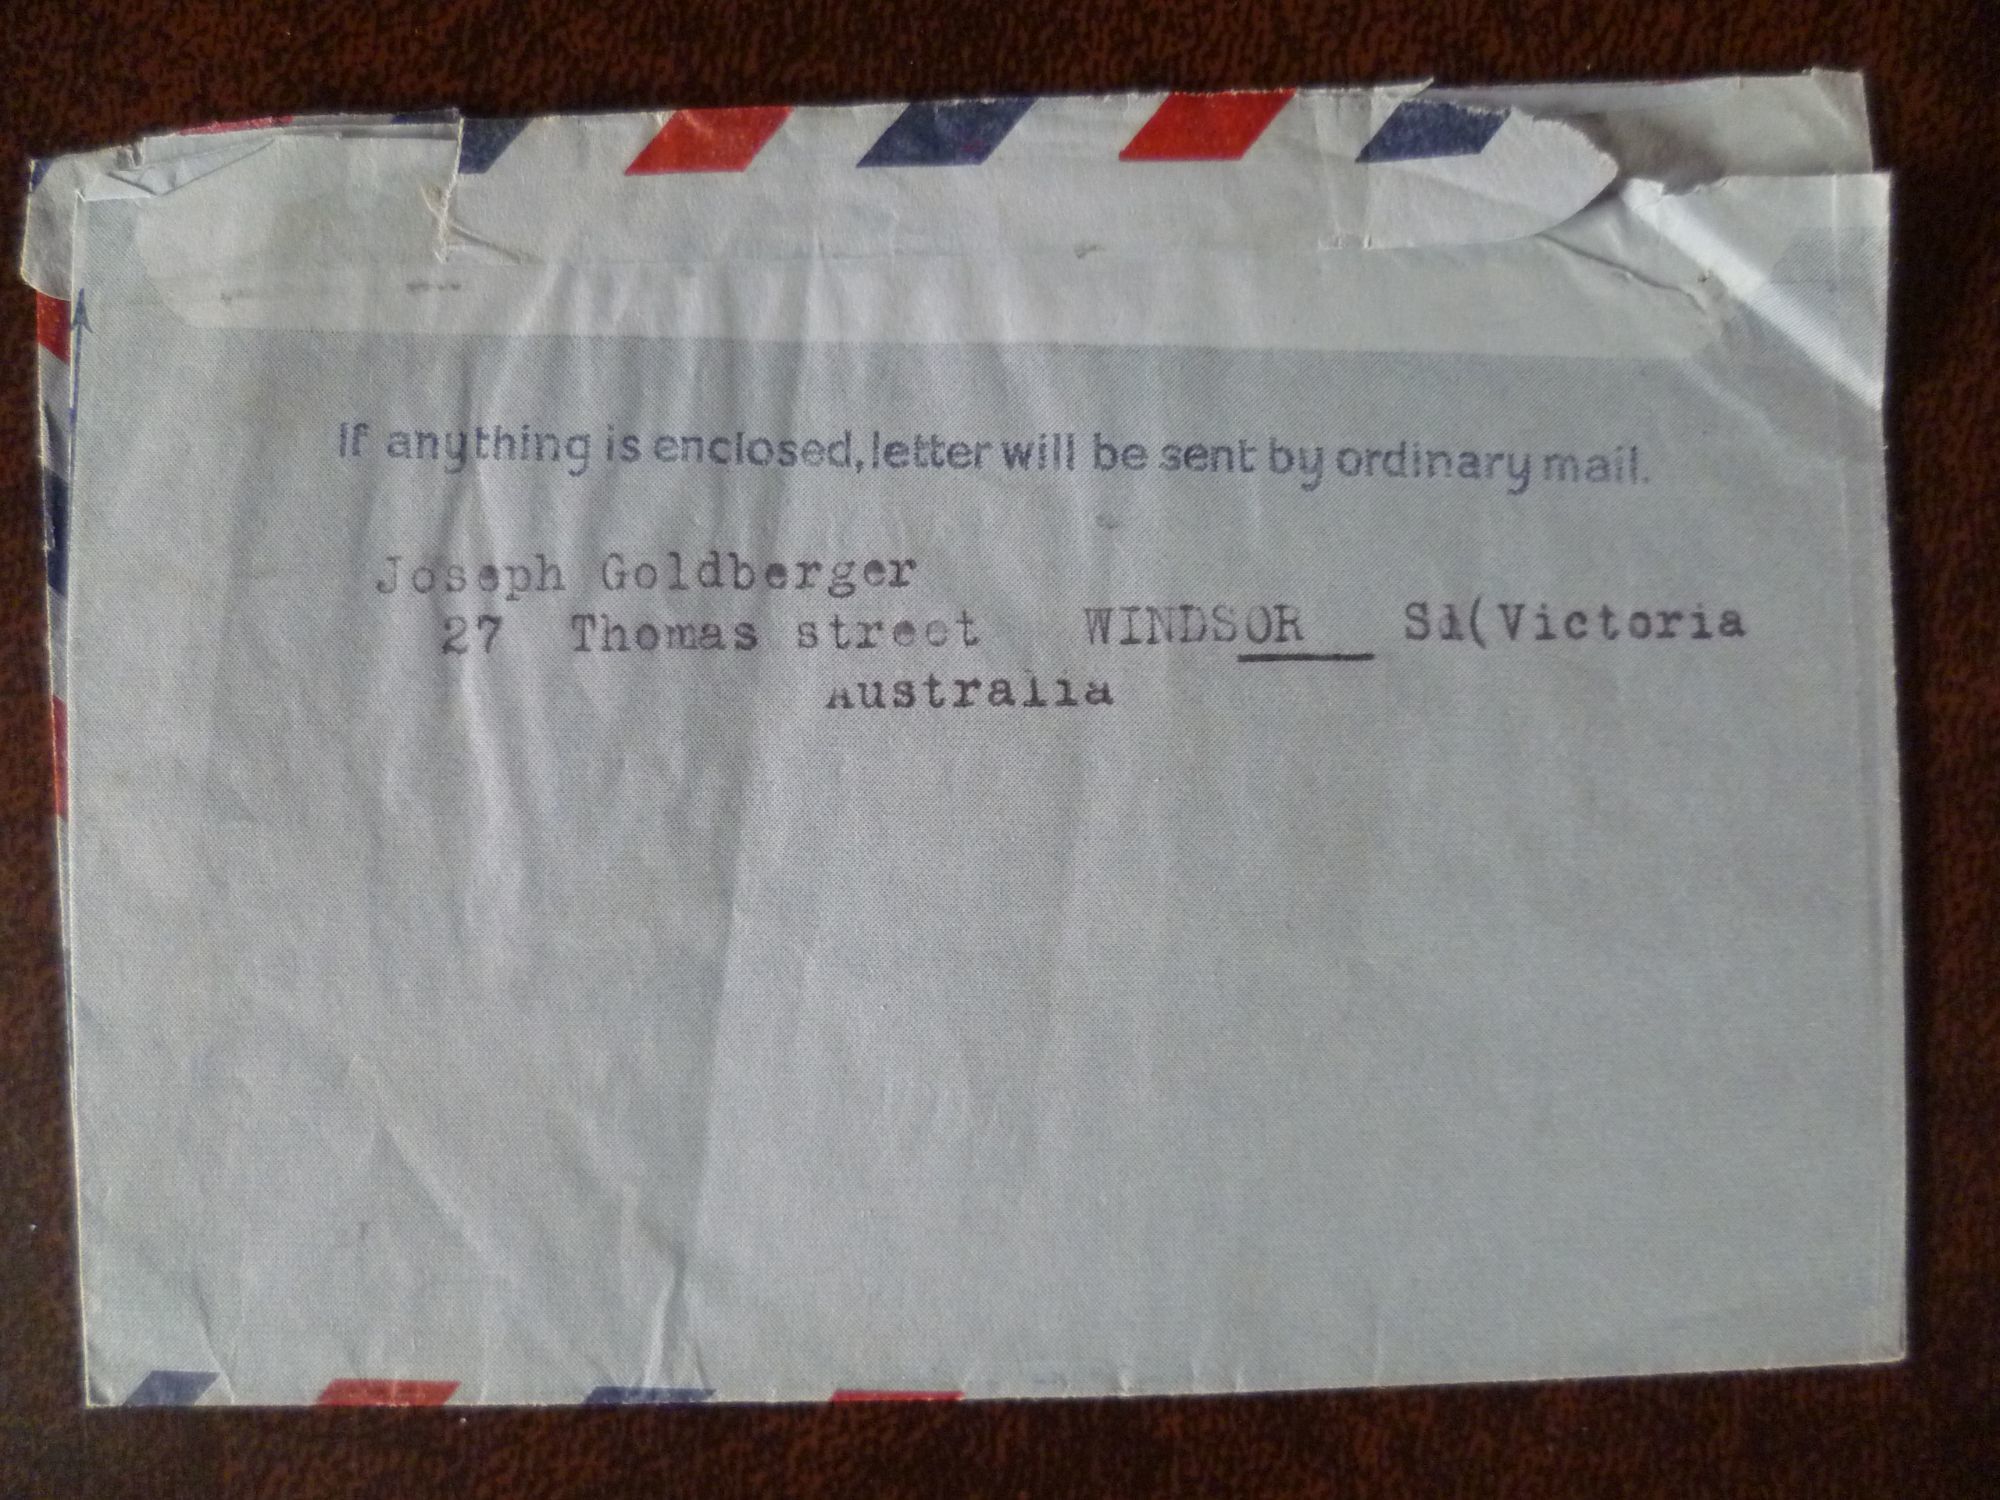 If anything is enclosed, letter will be sent by ordinary mail.
Joseph Goldberger
27 Thomas street WINDSOR S1(Victoria
Australia